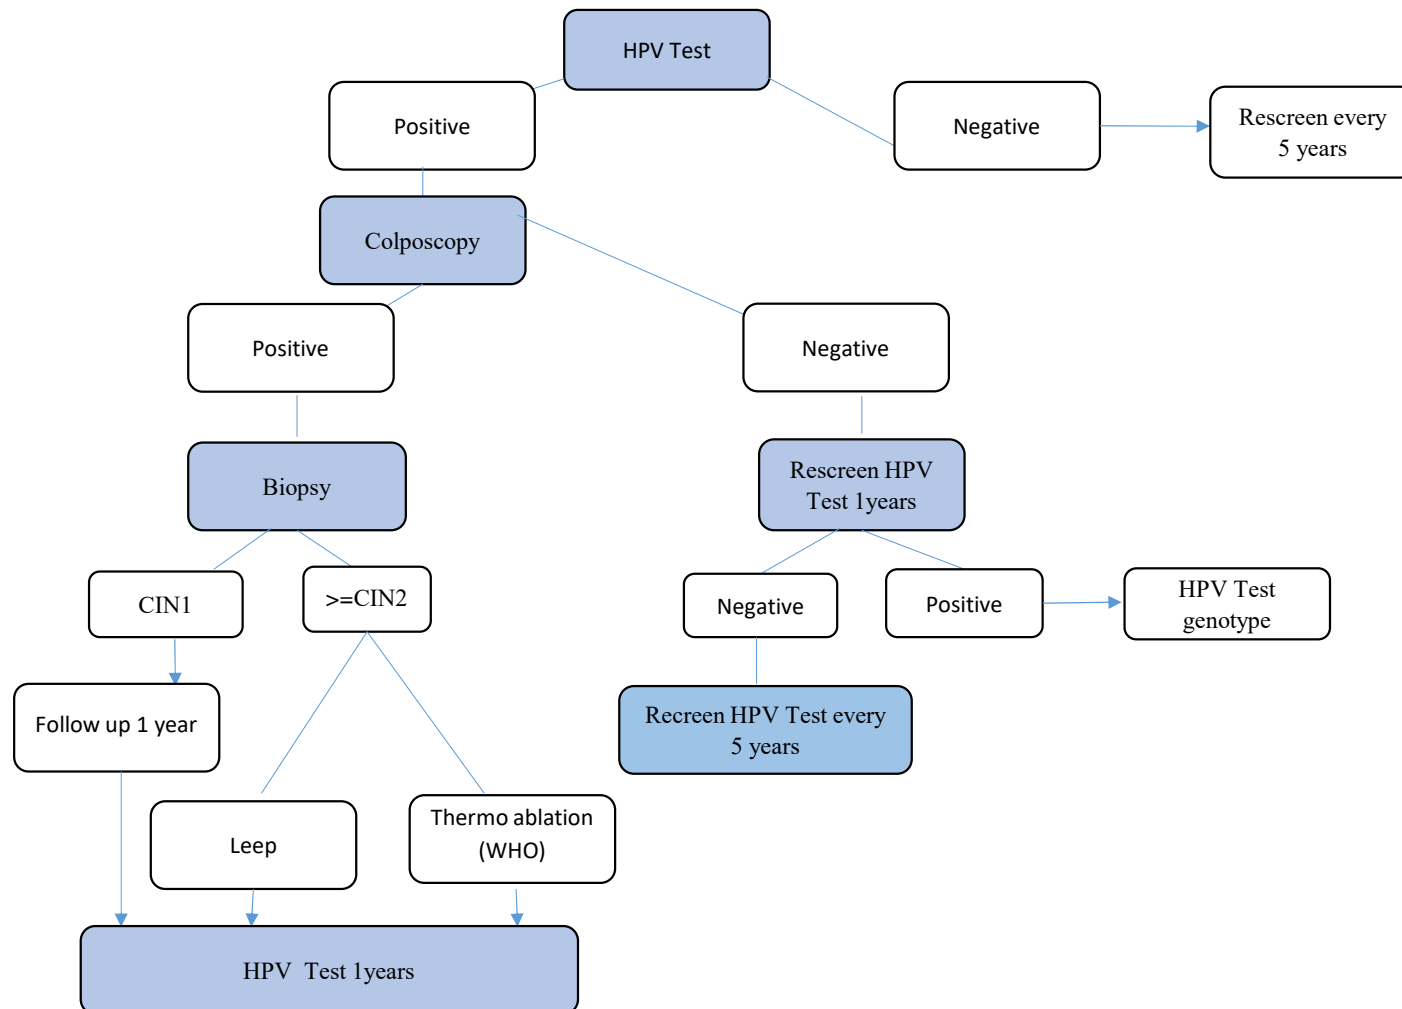 HPV Test
Positive
Negative
Rescreen every
5 years
Colposcopy
Positive
Negative
Biopsy
Rescreen HPV
Test 1years
CIN1
>=CIN2
Negative
Positive
HPV Test
genotype
Follow up 1 year
Recreen HPV Test every
5 years
Leep
Thermo ablation
(WHO)
HPV  Test 1years